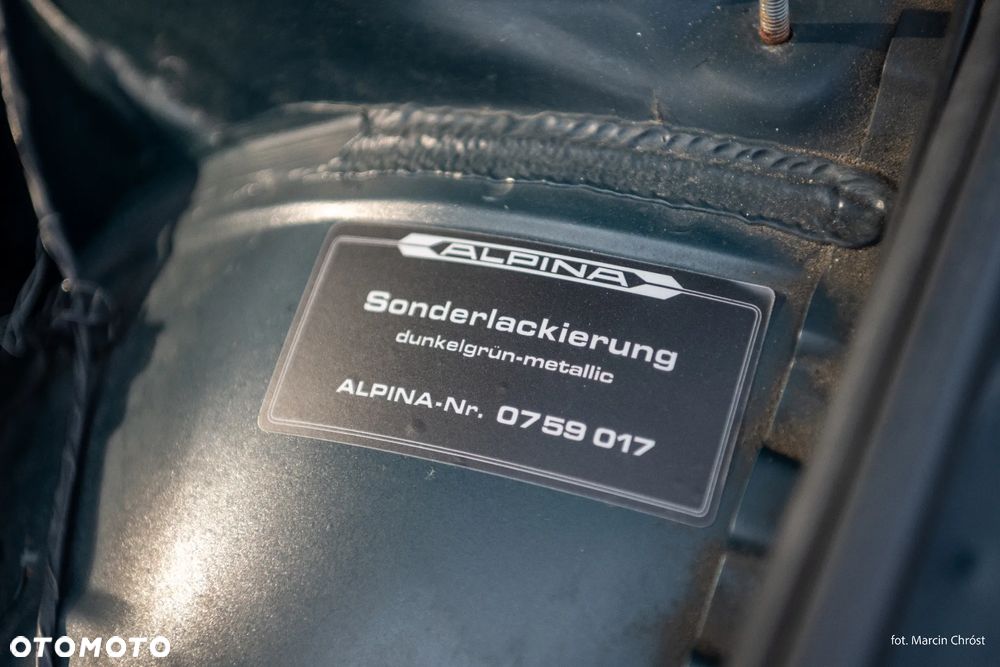 ALPINA
Sonderlackierung
dunkelgrün-metallic
ALPINA-Nr. 0759 017
OTOMOTO
fot. Marcin Chróst